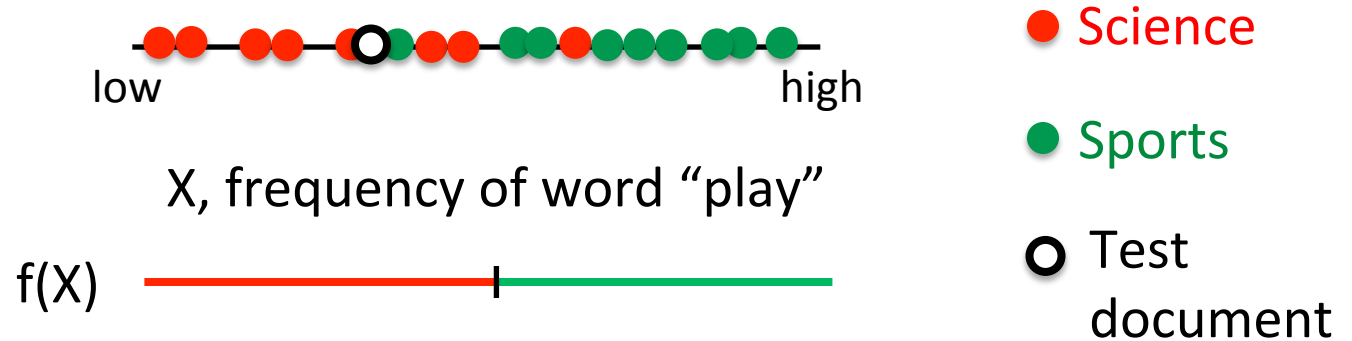 low
high
X, frequency of word “play”
f(X)
Science
Sports
Test
document